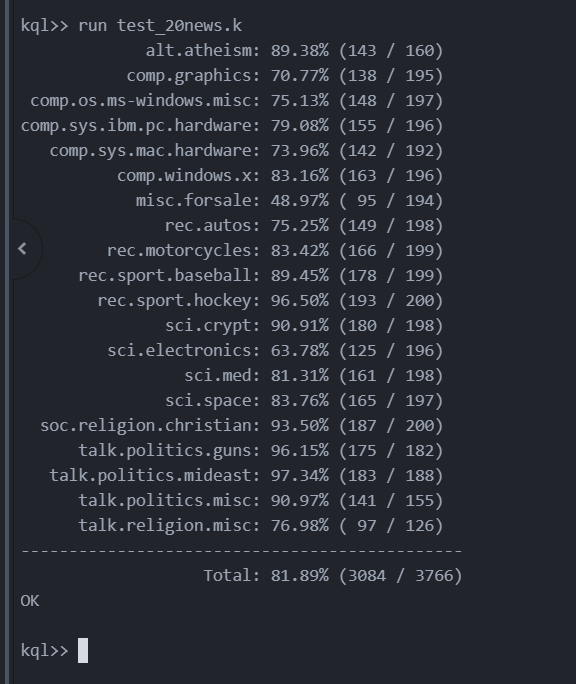 kql>> run test_20news.k
alt.atheism: 89.38% (143 / 160)
comp.graphics: 70.77% (138 / 195)
comp.os.ms-windows.misc: 75.13% (148 / 197)
comp.sys.ibm.pc.hardware: 79.08% (155 / 196)
comp.sys.mac.hardware: 73.96% (142 / 192)
comp.windows.x: 83.16% (163 / 196)
misc.forsale: 48.97% ( 95 / 194)
rec.autos: 75.25% (149 / 198)
rec.motorcycles: 83.42% (166 / 199)
rec.sport.baseball: 89.45% (178 / 199)
rec.sport.hockey: 96.50% (193 / 200)
sci.crypt: 90.91% (180 / 198)
sci.electronics: 63.78% (125 / 196)
sci.med: 81.31% (161 / 198)
sci.space: 83.76% (165 / 197)
soc.religion.christian: 93.50% (187 / 200)
talk.politics.guns: 96.15% (175 / 182)
talk.politics.mideast: 97.34% (183 / 188)
talk.politics.misc: 90.97% (141 / 155)
talk.religion.misc: 76.98% ( 97 / 126)
----------------------------------------------
Total: 81.89% (3084 / 3766)
OK
kql>>